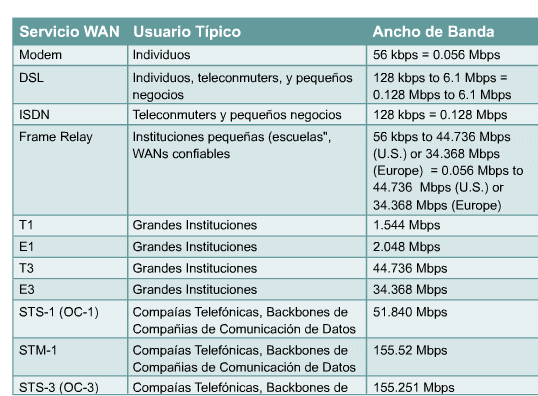 Servicio WAN Usuario Típico Ancho de Banda
Modem Individuos 56 kbps = 0.056 Mbps
DSL Individuos, teleconmuters, y pequeños 128 kbps to 6.1 Mbps =
negocios 0.128 Mbps to 6.1 Mbps
ISDN Teleconmuters y pequeños negocios 128 kbps = 0.128 Mbps
Frame Relay Instituciones pequeñas (escuelas", 56 kbps to 44.736 Mbps
WANs confiables (U.S.) or 34.368 Mbps
(Europe) = 0.056 Mbps to
44.736 Mbps (U.S.) or
34.368 Mbps (Europe)
T1 Grandes Instituciones 1.544 Mbps
E1 Grandes Instituciones 2.048 Mbps
T3 Grandes Instituciones 44.736 Mbps
E3 Grandes Instituciones 34.368 Mbps
STS-1 (OC-1) Compaías Telefónicas, Backbones de 51.840 Mbps
Compañias de Comunicación de Datos
STM-1 Compaías Telefónicas, Backbones de 155.52 Mbps
Compañias de Comunicación de Datos
STS-3 (OC-3) Compaías Telefónicas, Backbones de 155.251 Mbps